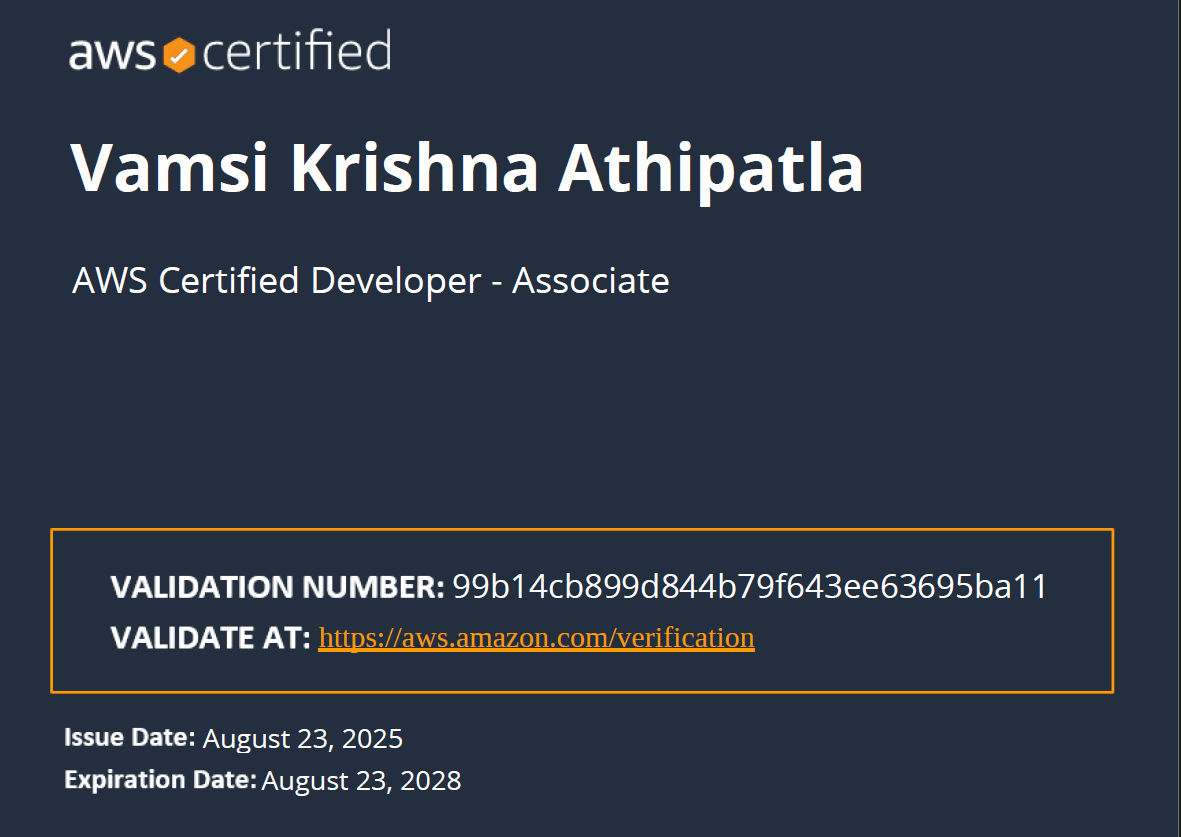 aws certified
Vamsi Krishna Athipatla
AWS Certified Developer - Associate
VALIDATION NUMBER: 99b14cb899d844b79f643ee63695ba11
VALIDATE AT: https://aws.amazon.com/verification
Issue Date: August 23, 2025
Expiration Date: August 23, 2028